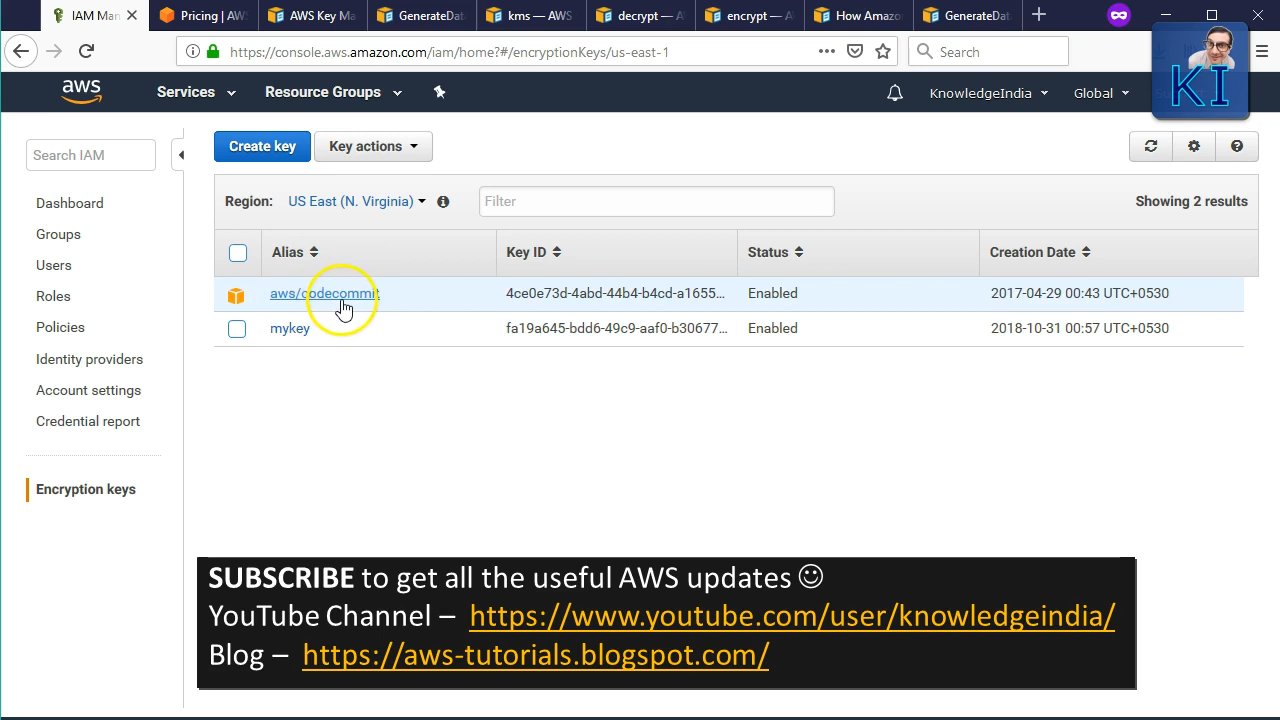 IAM Man
Pricing | AWS
AWS Key Ma
GenerateData
kms — AWS
decrypt — A
encrypt — A
How Amazo
GenerateData
https://console.aws.amazon.com/iam/home?#/encryptionKeys/us-east-1
Search
KI
aws
Services
Resource Groups
KnowledgeIndia
Global
Search IAM
Dashboard
Groups
Users
Roles
Policies
Identity providers
Account settings
Credential report
Encryption keys
Create key
Key actions
Region: US East (N. Virginia)
Filter
Showing 2 results
Alias Key ID Status Creation Date
aws/codecommit 4ce0e73d-4abd-44b4-b4cd-a1655... Enabled 2017-04-29 00:43 UTC+0530
mykey fa19a645-bdd6-49c9-aaf0-b30677... Enabled 2018-10-31 00:57 UTC+0530
SUBSCRIBE to get all the useful AWS updates☺
YouTube Channel – https://www.youtube.com/user/knowledgeindia/
Blog – https://aws-tutorials.blogspot.com/